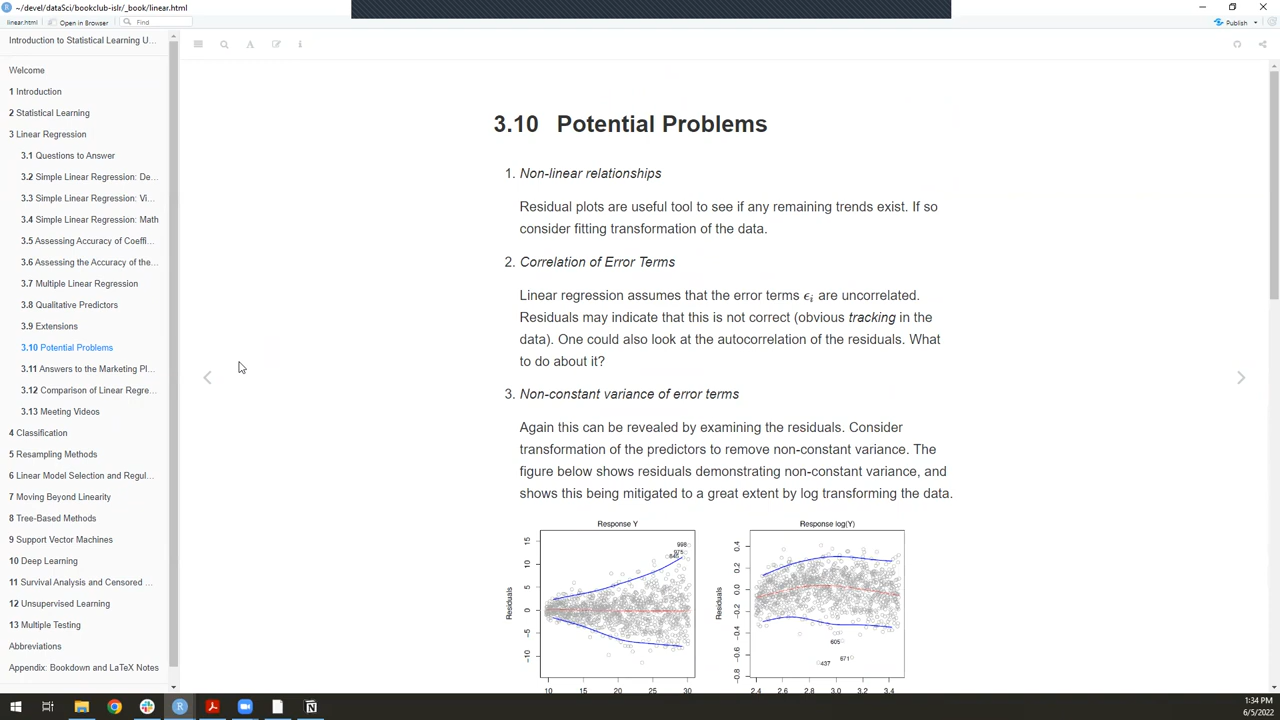 ~/devel/dataSci/bookclub-islr/_book/linear.html
linear.html Open in Browser Find Publish
Introduction to Statistical Learning U...
Welcome
1 Introduction
2 Statistical Learning
3 Linear Regression
3.1 Questions to Answer
3.2 Simple Linear Regression: De...
3.3 Simple Linear Regression: Vi...
3.4 Simple Linear Regression: Math
3.5 Assessing Accuracy of Coeffi...
3.6 Assessing the Accuracy of the...
3.7 Multiple Linear Regression
3.8 Qualitative Predictors
3.9 Extensions
3.10 Potential Problems
3.11 Answers to the Marketing Pl...
3.12 Comparison of Linear Regre...
3.13 Meeting Videos
4 Classification
5 Resampling Methods
6 Linear Model Selection and Regul...
7 Moving Beyond Linearity
8 Tree-Based Methods
9 Support Vector Machines
10 Deep Learning
11 Survival Analysis and Censored ...
12 Unsupervised Learning
13 Multiple Testing
Abbreviations
Appendix: Bookdown and LaTeX Notes
3.10 Potential Problems
1. Non-linear relationships
Residual plots are useful tool to see if any remaining trends exist. If so
consider fitting transformation of the data.
2. Correlation of Error Terms
Linear regression assumes that the error terms ϵi are uncorrelated.
Residuals may indicate that this is not correct (obvious tracking in the
data). One could also look at the autocorrelation of the residuals. What
to do about it?
3. Non-constant variance of error terms
Again this can be revealed by examining the residuals. Consider
transformation of the predictors to remove non-constant variance. The
figure below shows residuals demonstrating non-constant variance, and
shows this being mitigated to a great extent by log transforming the data.
Response Y
998
975
845
Residuals
15
10
5
0
−5
−10
10 15 20 25 30
Response log(Y)
Residuals
0.4
0.2
0.0
−0.2
−0.4
−0.6
−0.8
605
671
437
2.4 2.6 2.8 3.0 3.2 3.4
1:34 PM
6/5/2022